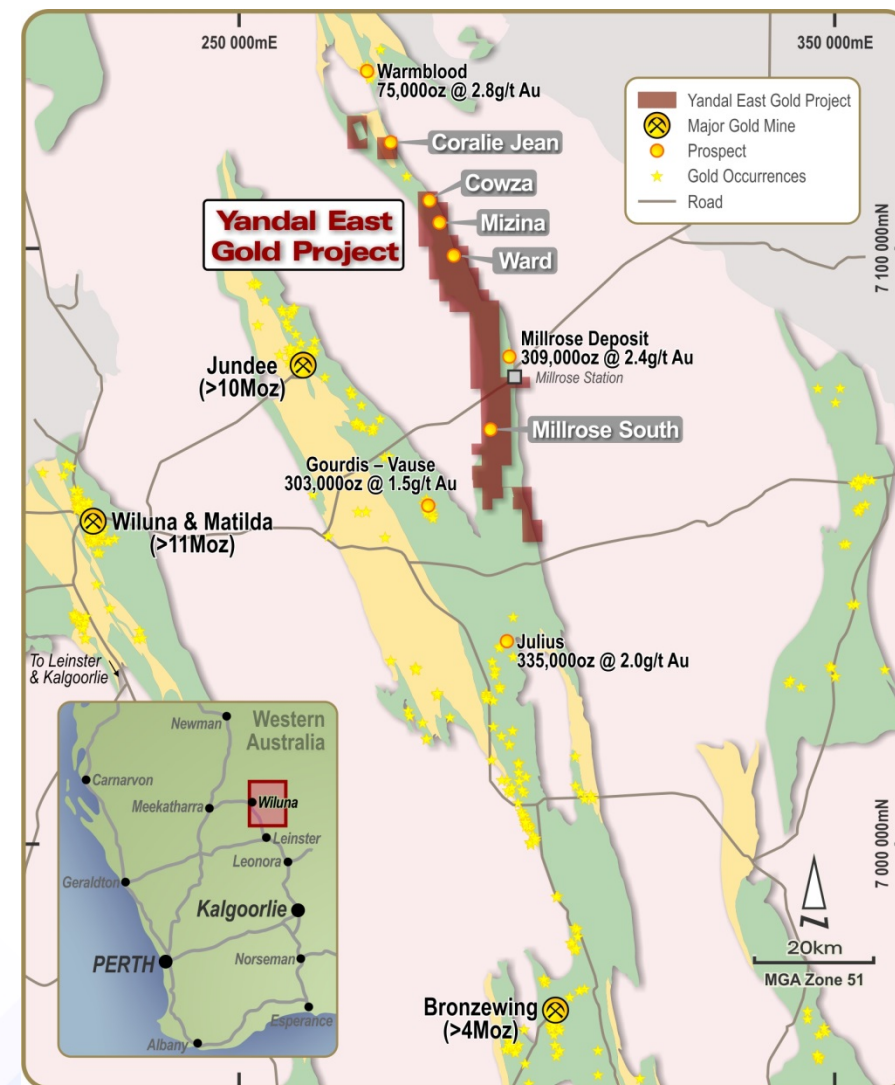 250 000mE
350 000mE
Warmblood
75,000oz @ 2.8g/t Au
Yandal East Gold Project
Major Gold Mine
Prospect
Gold Occurrences
Road
Coralie Jean
Cowza
Mizina
Ward
Yandal East
Gold Project
7 100 000mN
Millrose Deposit
309,000oz @ 2.4g/t Au
Millrose Station
Jundee
(>10Moz)
Millrose South
Gourdis – Vause
303,000oz @ 1.5g/t Au
Wiluna & Matilda
(>11Moz)
Julius
335,000oz @ 2.0g/t Au
To Leinster
& Kalgoorlie
Western
Australia
Newman
Carnarvon
Meekatharra
Wiluna
Leinster
Leonora
Geraldton
Kalgoorlie
PERTH
Norseman
Esperance
Albany
7 000 000mN
N
20km
MGA Zone 51
Bronzewing
(>4Moz)